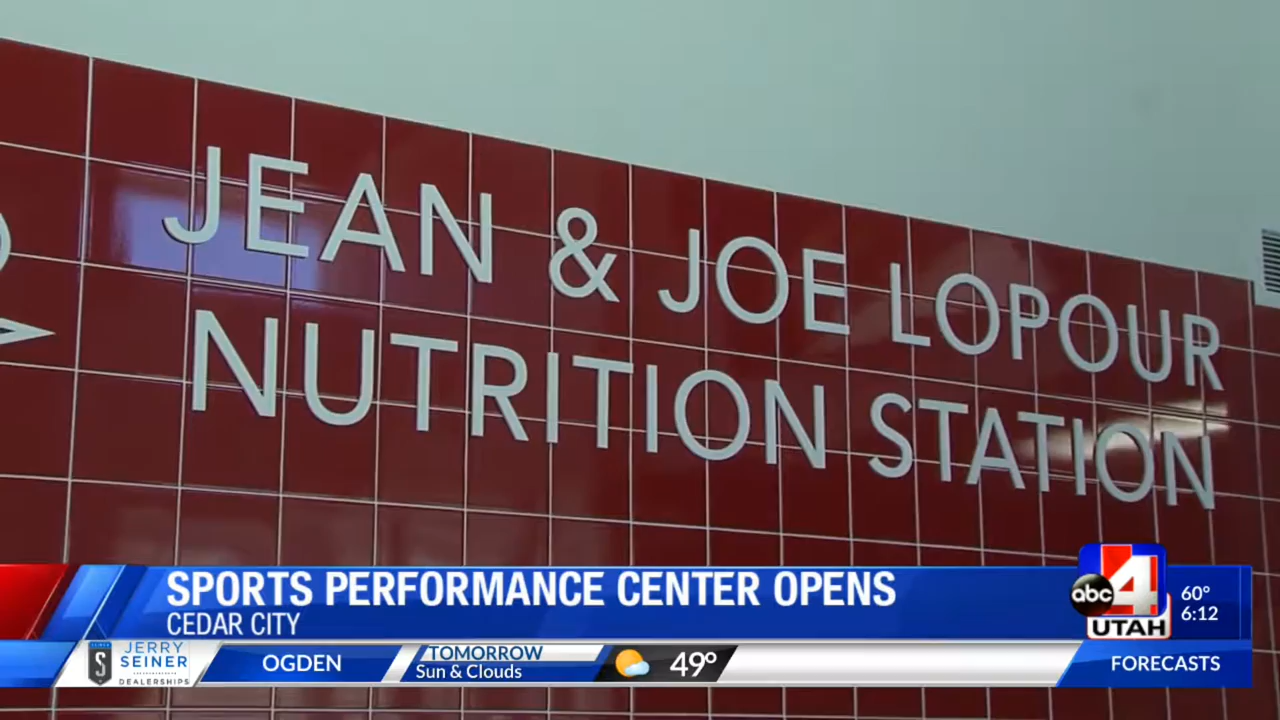 JEAN & JOE LOPOUR
NUTRITION STATION
SPORTS PERFORMANCE CENTER OPENS
CEDAR CITY
abc
4
UTAH
60°
6:12
S
JERRY
SEINER
DEALERSHIPS
OGDEN
TOMORROW
Sun & Clouds
49°
FORECASTS